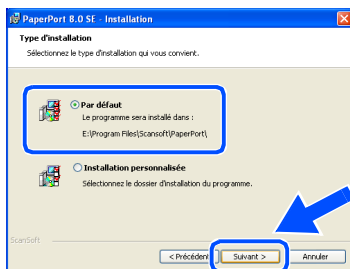 PaperPort 8.0 SE - Installation
Type d'installation
Sélectionnez le type d'installation qui vous convient.
Par défaut
Le programme sera installé dans :
E:\Program Files\Scansoft\PaperPort\
Installation personnalisée
Sélectionnez le dossier d'installation du programme.
ScanSoft
< Précédent
Suivant >
Annuler